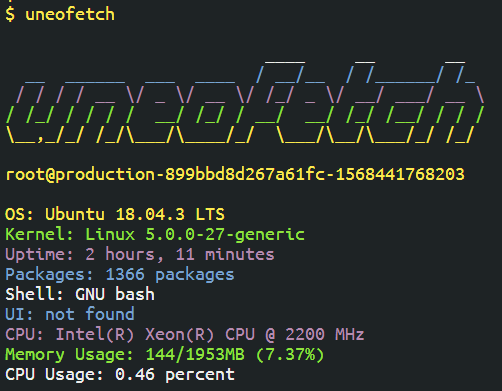 $ uneofetch
uneofetch
root@production-899bbd8d267a61fc-1568441768203
OS: Ubuntu 18.04.3 LTS
Kernel: Linux 5.0.0-27-generic
Uptime: 2 hours, 11 minutes
Packages: 1366 packages
Shell: GNU bash
UI: not found
CPU: Intel(R) Xeon(R) CPU @ 2200 MHz
Memory Usage: 144/1953MB (7.37%)
CPU Usage: 0.46 percent